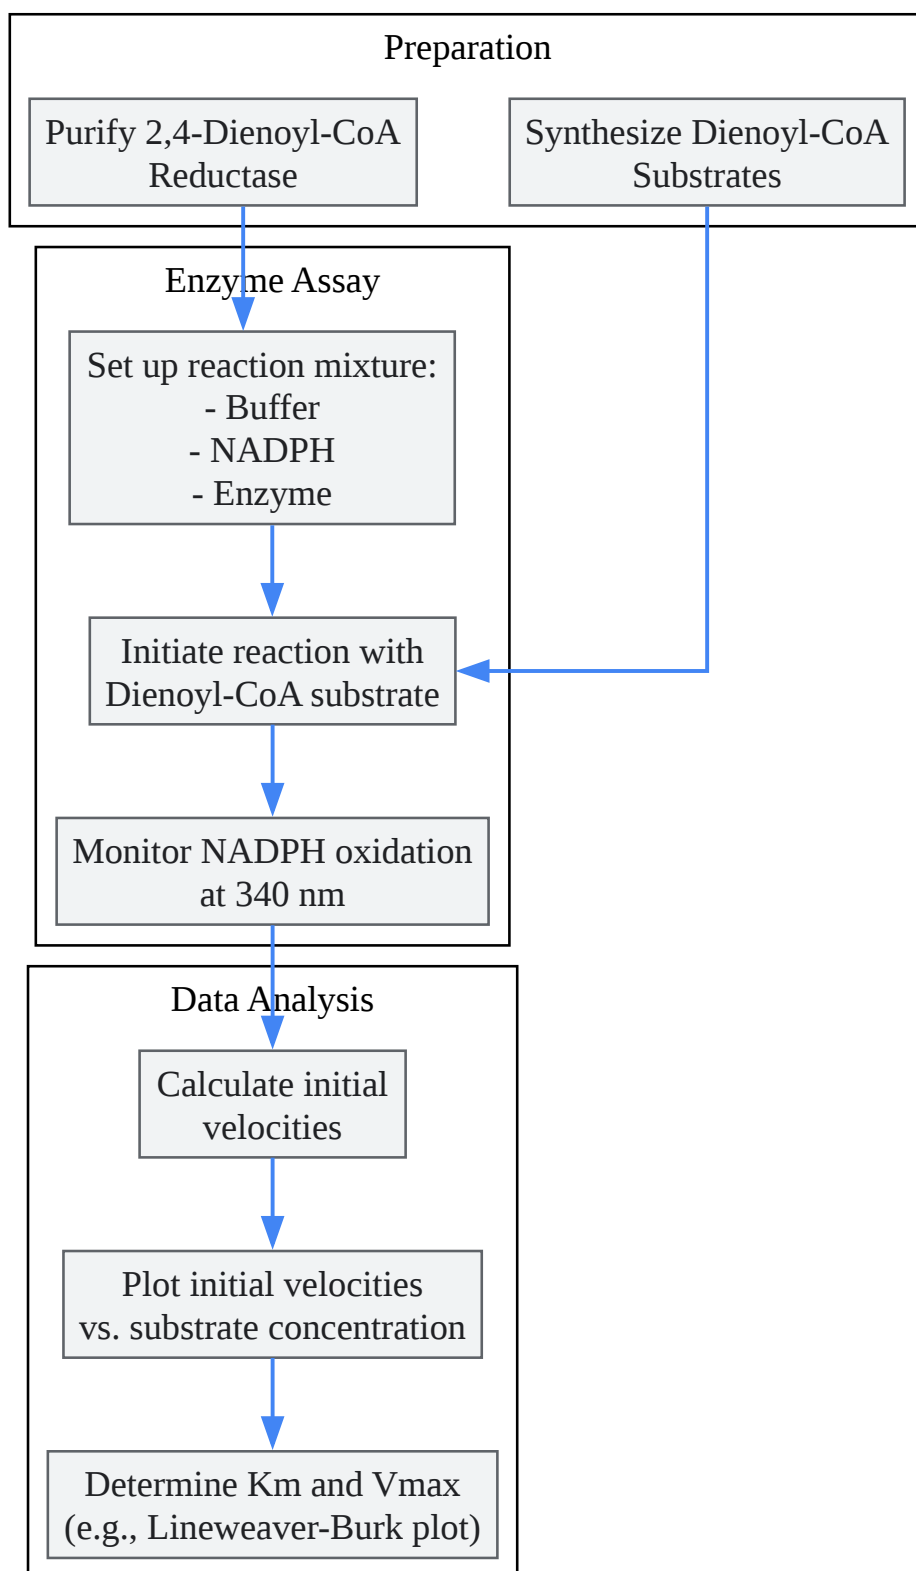 Preparation
Purify 2,4-Dienoyl-CoA
Reductase
Synthesize Dienoyl-CoA
Substrates
Enzyme Assay
Set up reaction mixture:
- Buffer
- NADPH
- Enzyme
Initiate reaction with
Dienoyl-CoA substrate
Monitor NADPH oxidation
at 340 nm
Data Analysis
Calculate initial
velocities
Plot initial velocities
vs. substrate concentration
Determine Km and Vmax
(e.g., Lineweaver-Burk plot)